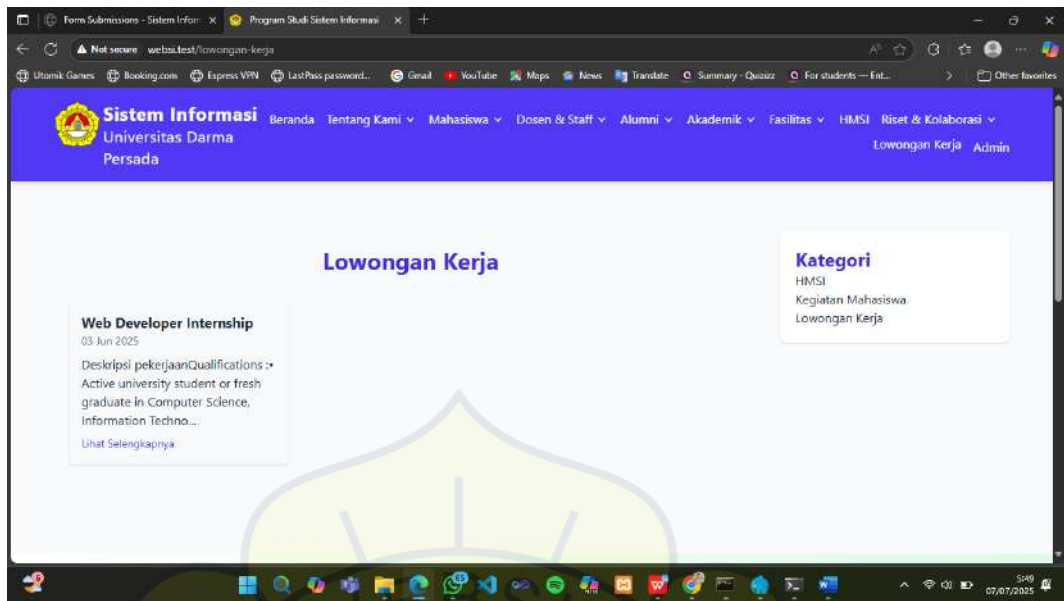 Form Submissions - Sistem Infor
Program Studi Sistem Informasi
Not secure websi.test/lowongan-kerja
Utomik Games Booking.com Express VPN LastPass password... Gmail YouTube Maps News Translate Summary - Quizizz For students — Ent... Other favorites
Sistem Informasi
Universitas Darma
Persada
Beranda Tentang Kami Mahasiswa Dosen & Staff Alumni Akademik Fasilitas HMSI Riset & Kolaborasi
Lowongan Kerja Admin
Lowongan Kerja
Web Developer Internship
03 Jun 2025
Deskripsi pekerjaanQualifications :•
Active university student or fresh
graduate in Computer Science,
Information Techno...
Lihat Selengkapnya
Kategori
HMSI
Kegiatan Mahasiswa
Lowongan Kerja
5:49
07/07/2025